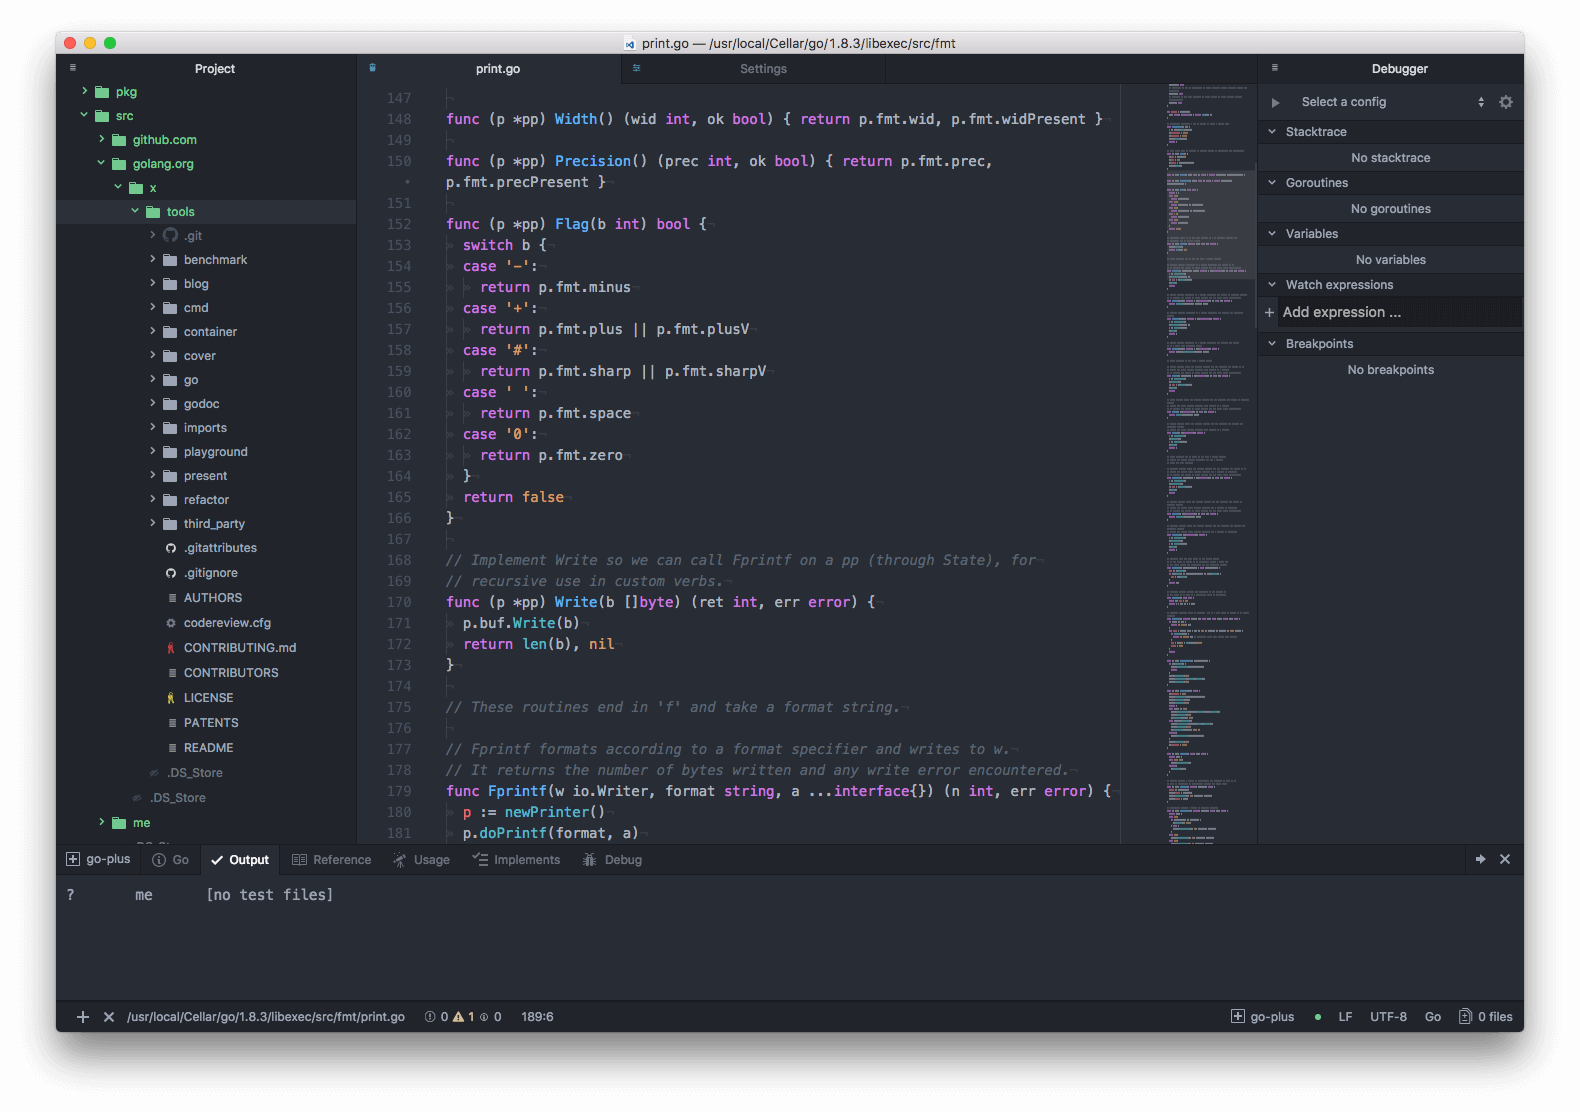 print.go — /usr/local/Cellar/go/1.8.3/libexec/src/fmt
Project
pkg
src
github.com
golang.org
x
tools
.git
benchmark
blog
cmd
container
cover
go
godoc
imports
playground
present
refactor
third_party
.gitattributes
.gitignore
AUTHORS
codereview.cfg
CONTRIBUTING.md
CONTRIBUTORS
LICENSE
PATENTS
README
.DS_Store
.DS_Store
me
print.go
Settings
147
148 func (p *pp) Width() (wid int, ok bool) { return p.fmt.wid, p.fmt.widPresent }
149
150 func (p *pp) Precision() (prec int, ok bool) { return p.fmt.prec,
• p.fmt.precPresent }
151
152 func (p *pp) Flag(b int) bool {
153 switch b {
154 case '-':
155 return p.fmt.minus
156 case '+':
157 return p.fmt.plus || p.fmt.plusV
158 case '#':
159 return p.fmt.sharp || p.fmt.sharpV
160 case ' ':
161 return p.fmt.space
162 case '0':
163 return p.fmt.zero
164 }
165 return false
166 }
167
168 // Implement Write so we can call Fprintf on a pp (through State), for
169 // recursive use in custom verbs.
170 func (p *pp) Write(b []byte) (ret int, err error) {
171 p.buf.Write(b)
172 return len(b), nil
173 }
174
175 // These routines end in 'f' and take a format string.
176
177 // Fprintf formats according to a format specifier and writes to w.
178 // It returns the number of bytes written and any write error encountered.
179 func Fprintf(w io.Writer, format string, a ...interface{}) (n int, err error) {
180 p := newPrinter()
181 p.doPrintf(format, a)
Debugger
Select a config
Stacktrace
No stacktrace
Goroutines
No goroutines
Variables
No variables
Watch expressions
+ Add expression ...
Breakpoints
No breakpoints
go-plus Go Output Reference Usage Implements Debug
? me [no test files]
/usr/local/Cellar/go/1.8.3/libexec/src/fmt/print.go 0 1 0 189:6 go-plus LF UTF-8 Go 0 files